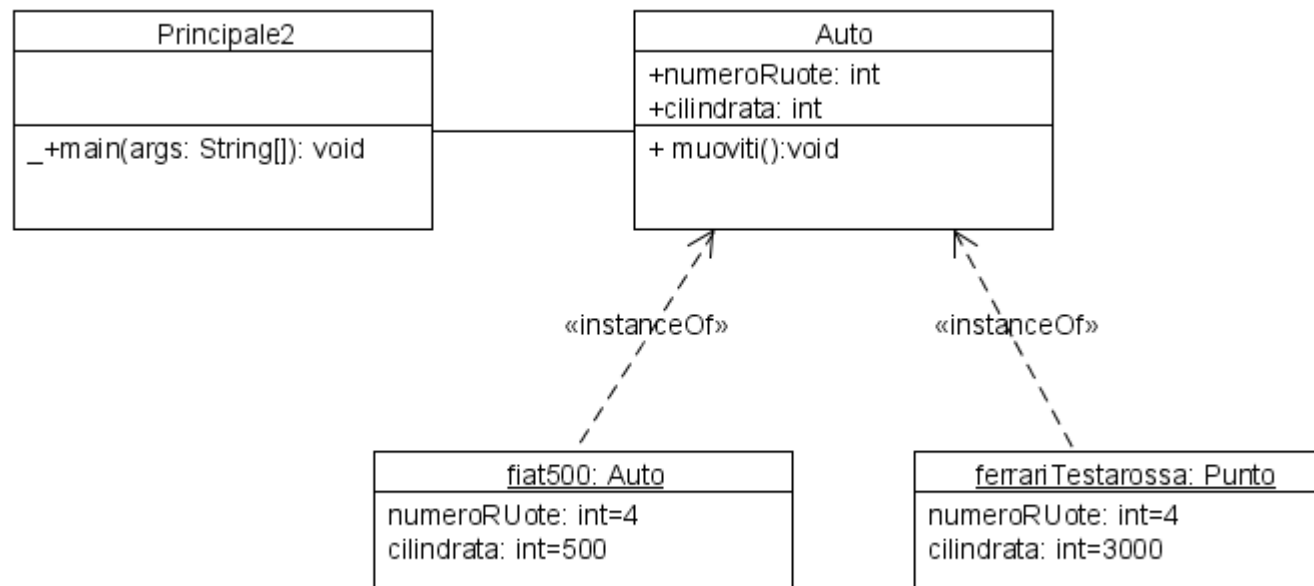 Principale2
_+main(args: String[]): void
Auto
+numeroRuote: int
+cilindrata: int
+ muoviti():void
«instanceOf»
«instanceOf»
fiat500: Auto
numeroRUote: int=4
cilindrata: int=500
ferrariTestarossa: Punto
numeroRUote: int=4
cilindrata: int=3000